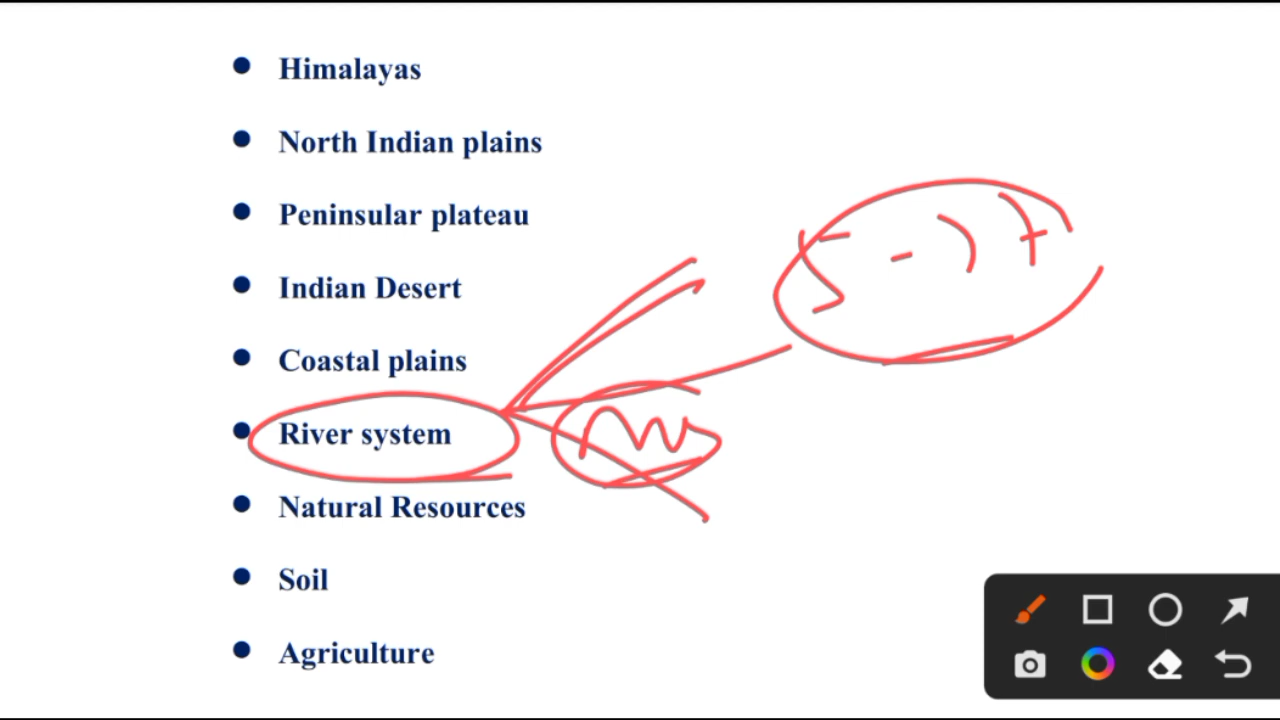 Himalayas
North Indian plains
Peninsular plateau
Indian Desert
Coastal plains
River system
Natural Resources
Soil
Agriculture